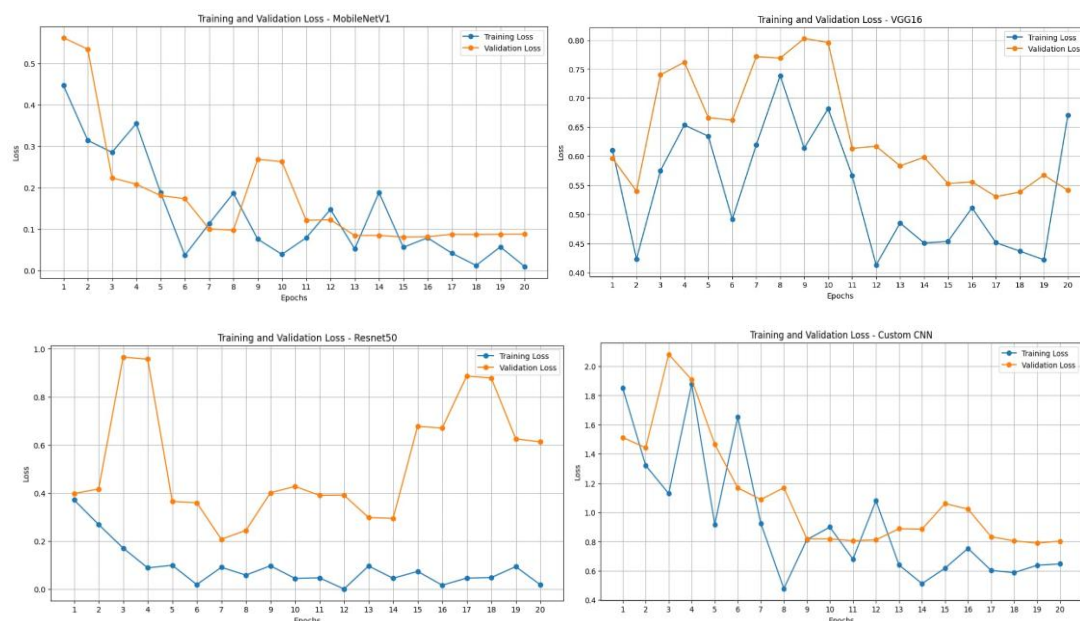 Training and Validation Loss - MobileNetV1
Training Loss
Validation Loss
0.5
0.4
0.3
0.2
0.1
0.0
Loss
1 2 3 4 5 6 7 8 9 10 11 12 13 14 15 16 17 18 19 20
Epochs
Training and Validation Loss - VGG16
Training Loss
Validation Loss
0.80
0.75
0.70
0.65
0.60
0.55
0.50
0.45
0.40
Loss
1 2 3 4 5 6 7 8 9 10 11 12 13 14 15 16 17 18 19 20
Epochs
Training and Validation Loss - Resnet50
Training Loss
Validation Loss
1.0
0.8
0.6
0.4
0.2
0.0
Loss
1 2 3 4 5 6 7 8 9 10 11 12 13 14 15 16 17 18 19 20
Epochs
Training and Validation Loss - Custom CNN
Training Loss
Validation Loss
2.0
1.8
1.6
1.4
1.2
1.0
0.8
0.6
0.4
Loss
1 2 3 4 5 6 7 8 9 10 11 12 13 14 15 16 17 18 19 20
Epochs